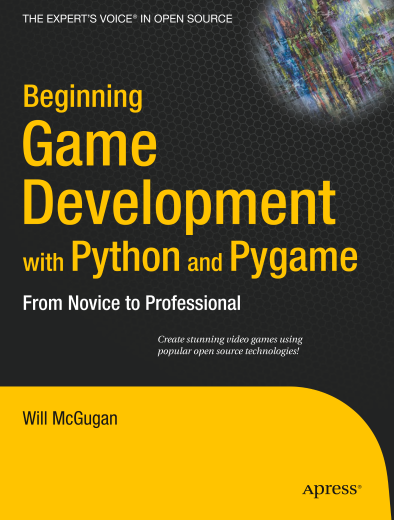 THE EXPERT'S VOICE® IN OPEN SOURCE
Beginning
Game
Development
with Python and Pygame
From Novice to Professional
Create stunning video games using
popular open source technologies!
Will McGugan
Apress®